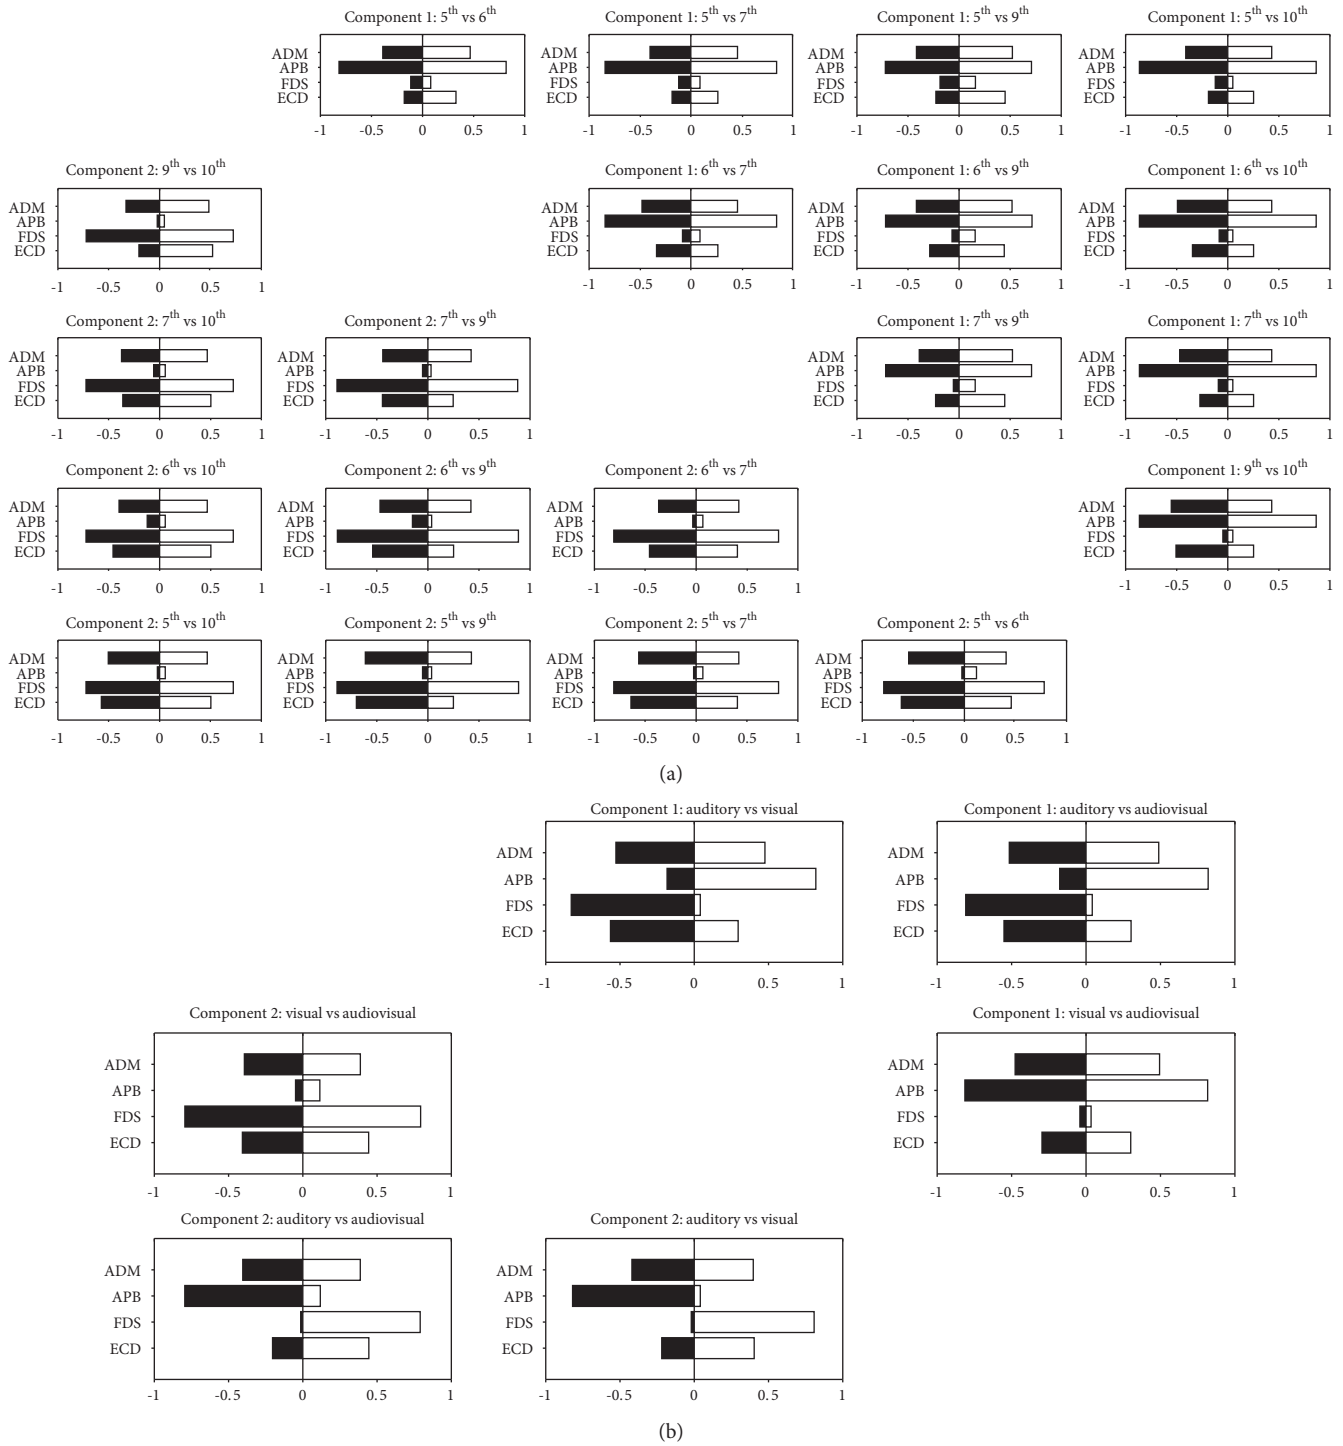 Component 1: 5th vs 6th
Component 1: 5th vs 7th
Component 1: 5th vs 9th
Component 1: 5th vs 10th
ADM
APB
FDS
ECD
-1 -0.5 0 0.5 1
ADM
APB
FDS
ECD
-1 -0.5 0 0.5 1
ADM
APB
FDS
ECD
-1 -0.5 0 0.5 1
ADM
APB
FDS
ECD
-1 -0.5 0 0.5 1
Component 2: 9th vs 10th
Component 1: 6th vs 7th
Component 1: 6th vs 9th
Component 1: 6th vs 10th
ADM
APB
FDS
ECD
-1 -0.5 0 0.5 1
ADM
APB
FDS
ECD
-1 -0.5 0 0.5 1
ADM
APB
FDS
ECD
-1 -0.5 0 0.5 1
ADM
APB
FDS
ECD
-1 -0.5 0 0.5 1
Component 2: 7th vs 10th
Component 2: 7th vs 9th
Component 1: 7th vs 9th
Component 1: 7th vs 10th
ADM
APB
FDS
ECD
-1 -0.5 0 0.5 1
ADM
APB
FDS
ECD
-1 -0.5 0 0.5 1
ADM
APB
FDS
ECD
-1 -0.5 0 0.5 1
ADM
APB
FDS
ECD
-1 -0.5 0 0.5 1
Component 2: 6th vs 10th
Component 2: 6th vs 9th
Component 2: 6th vs 7th
Component 1: 9th vs 10th
ADM
APB
FDS
ECD
-1 -0.5 0 0.5 1
ADM
APB
FDS
ECD
-1 -0.5 0 0.5 1
ADM
APB
FDS
ECD
-1 -0.5 0 0.5 1
ADM
APB
FDS
ECD
-1 -0.5 0 0.5 1
Component 2: 5th vs 10th
Component 2: 5th vs 9th
Component 2: 5th vs 7th
Component 2: 5th vs 6th
ADM
APB
FDS
ECD
-1 -0.5 0 0.5 1
ADM
APB
FDS
ECD
-1 -0.5 0 0.5 1
ADM
APB
FDS
ECD
-1 -0.5 0 0.5 1
ADM
APB
FDS
ECD
-1 -0.5 0 0.5 1
(a)
Component 1: auditory vs visual
Component 1: auditory vs audiovisual
ADM
APB
FDS
ECD
-1 -0.5 0 0.5 1
ADM
APB
FDS
ECD
-1 -0.5 0 0.5 1
Component 2: visual vs audiovisual
Component 1: visual vs audiovisual
ADM
APB
FDS
ECD
-1 -0.5 0 0.5 1
ADM
APB
FDS
ECD
-1 -0.5 0 0.5 1
Component 2: auditory vs audiovisual
Component 2: auditory vs visual
ADM
APB
FDS
ECD
-1 -0.5 0 0.5 1
ADM
APB
FDS
ECD
-1 -0.5 0 0.5 1
(b)